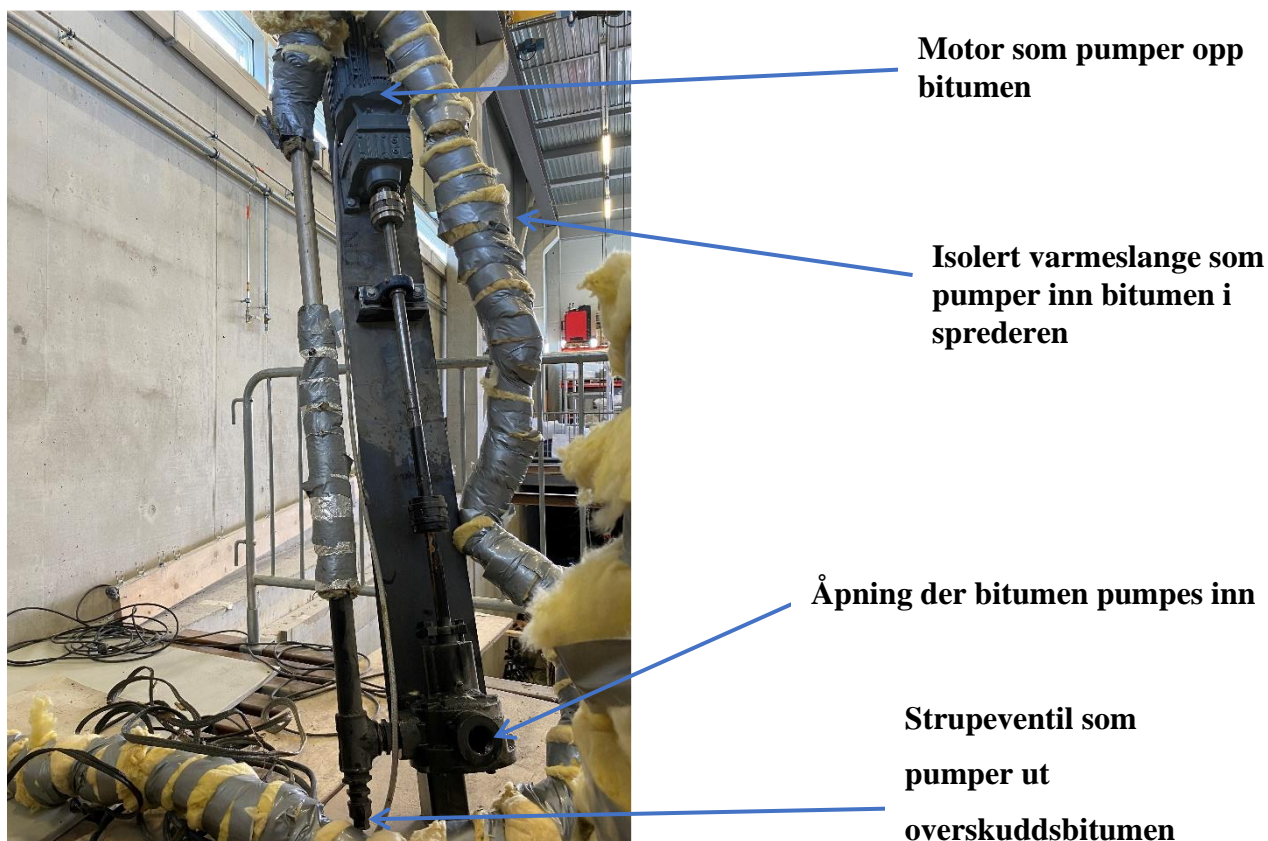 Motor som pumper opp
bitumen
Isolert varmeslange som
pumper inn bitumen i
sprederen
Åpning der bitumen pumpes inn
Strupeventil som
pumper ut
overskuddsbitumen